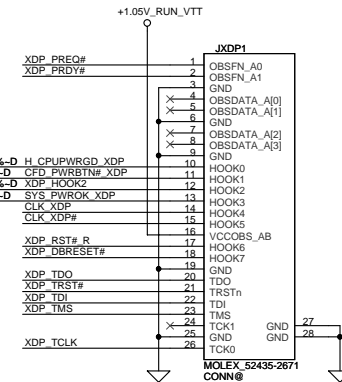 +1.05V_RUN_VTT
JXDP1
XDP_PREQ# 1 OBSFN_A0
XDP_PRDY# 2 OBSFN_A1
3 GND
4 OBSDATA_A[0]
5 OBSDATA_A[1]
6 GND
7 OBSDATA_A[2]
8 OBSDATA_A[3]
9 GND
%~D H_CPUPWRGD_XDP 10 HOOK0
~D CFD_PWRBTN#_XDP 11 HOOK1
%~D XDP_HOOK2 12 HOOK2
~D SYS_PWROK_XDP 13 HOOK3
CLK_XDP 14 HOOK4
CLK_XDP# 15 HOOK5
16 VCCOBS_AB
XDP_RST#_R 17 HOOK6
XDP_DBRESET# 18 HOOK7
19 GND
XDP_TDO 20 TDO
XDP_TRST# 21 TRSTn
XDP_TDI 22 TDI
XDP_TMS 23 TMS
24 TCK1 GND 27
25 GND GND 28
XDP_TCLK 26 TCK0
MOLEX_52435-2671
CONN@